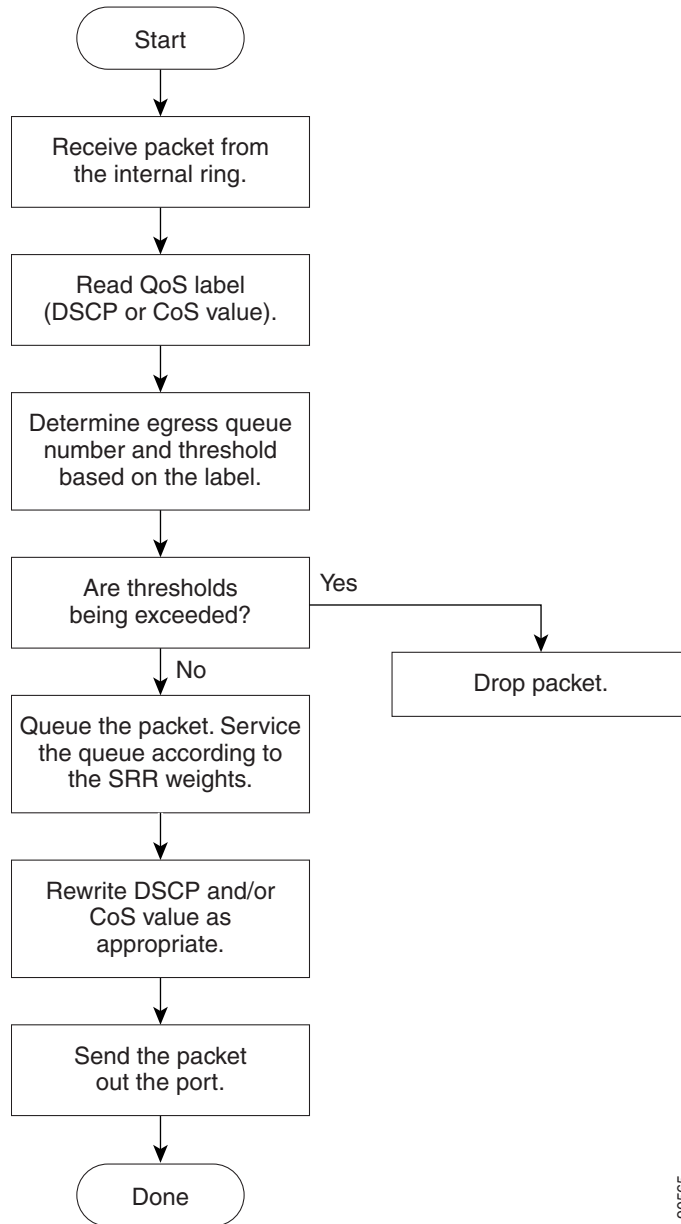 Start
Receive packet from
the internal ring.
Read QoS label
(DSCP or CoS value).
Determine egress queue
number and threshold
based on the label.
Are thresholds
being exceeded?
Yes
No
Drop packet.
Queue the packet. Service
the queue according to
the SRR weights.
Rewrite DSCP and/or
CoS value as
appropriate.
Send the packet
out the port.
Done